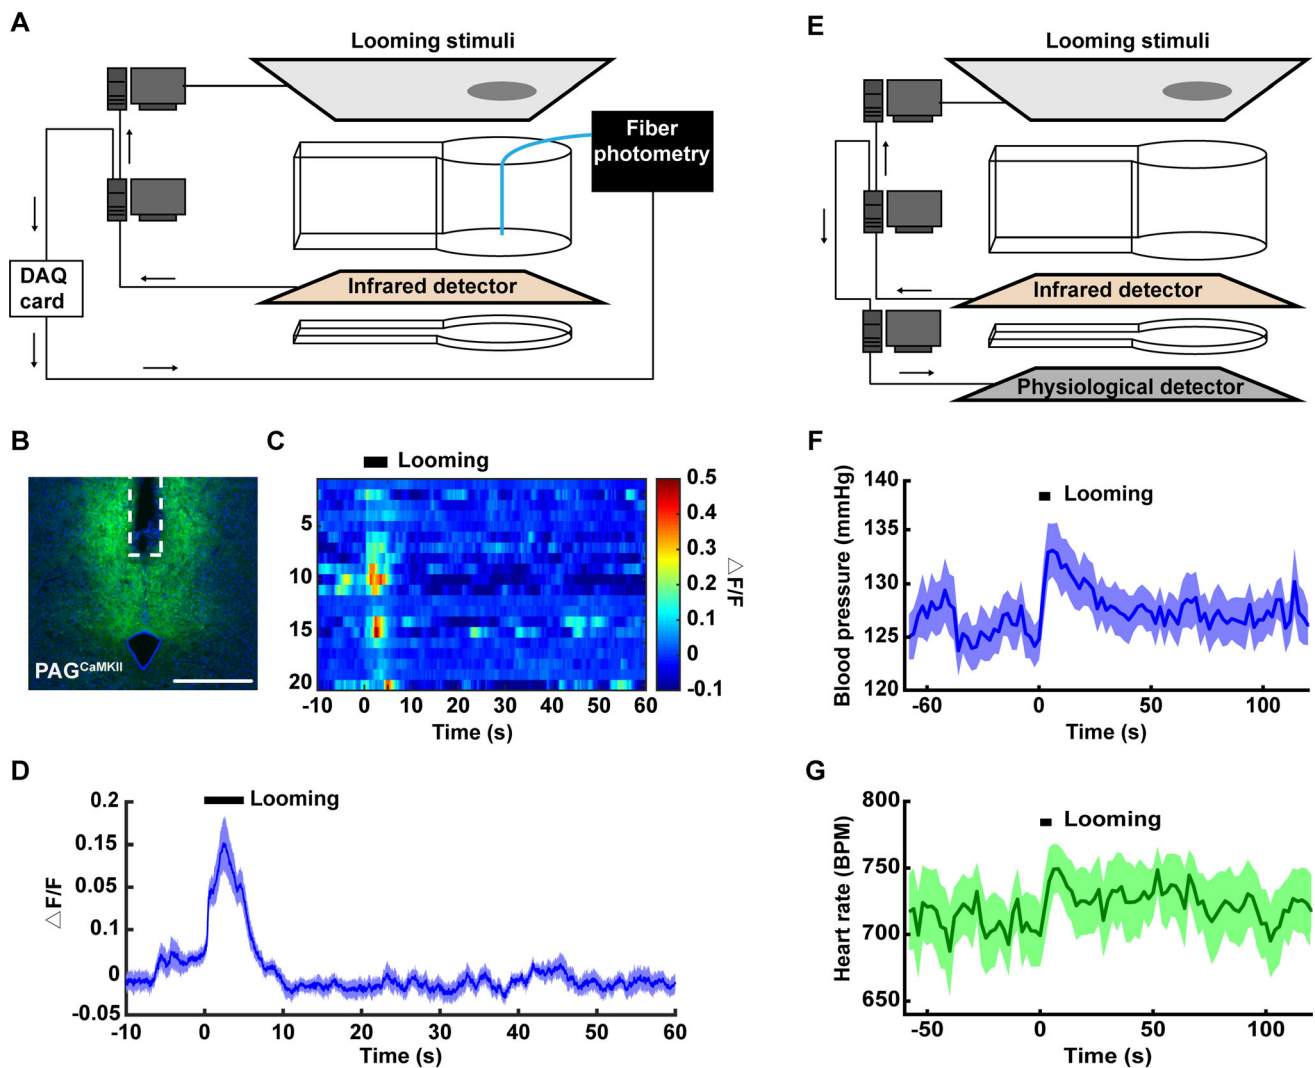 A
Looming stimuli
Fiber
photometry
DAQ
card
Infrared detector
E
Looming stimuli
Infrared detector
Physiological detector
B
PAG^CaMKII
C
Looming
5
10
15
20
-10 0 10 20 30 40 50 60
Time (s)
0.5
0.4
0.3
0.2
0.1
0
-0.1
△F/F
D
Looming
0.2
0.15
0.05
0.1
0
-0.05
△F/F
-10 0 10 20 30 40 50 60
Time (s)
F
Looming
Blood pressure (mmHg)
140
135
130
125
120
-60 0 50 100
Time (s)
G
Looming
Heart rate (BPM)
800
750
700
650
-50 0 50 100
Time (s)